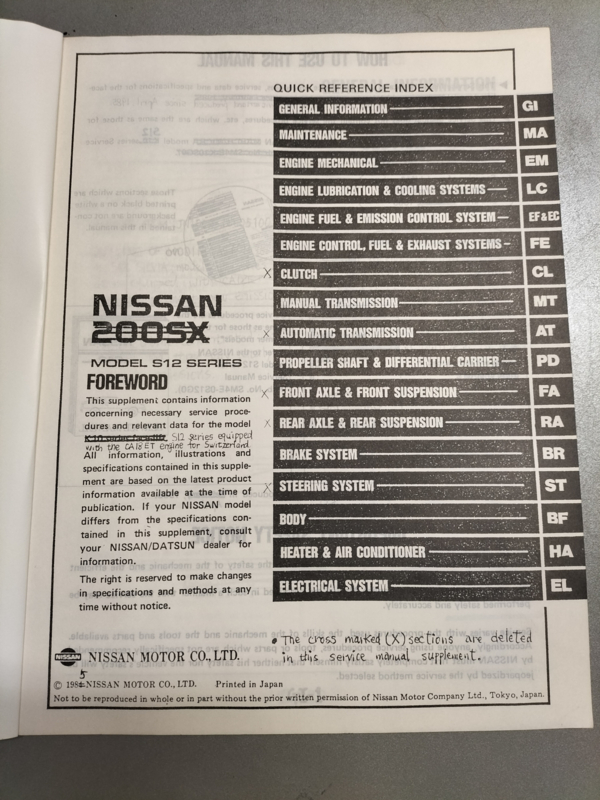 QUICK REFERENCE INDEX
GENERAL INFORMATION GI
MAINTENANCE MA
ENGINE MECHANICAL EM
ENGINE LUBRICATION & COOLING SYSTEMS LC
ENGINE FUEL & EMISSION CONTROL SYSTEM EF&EC
ENGINE CONTROL, FUEL & EXHAUST SYSTEMS FE
X CLUTCH CL
MANUAL TRANSMISSION MT
X AUTOMATIC TRANSMISSION AT
PROPELLER SHAFT & DIFFERENTIAL CARRIER PD
X FRONT AXLE & FRONT SUSPENSION FA
X REAR AXLE & REAR SUSPENSION RA
BRAKE SYSTEM BR
X STEERING SYSTEM ST
BODY BF
HEATER & AIR CONDITIONER HA
ELECTRICAL SYSTEM EL
NISSAN
200SX
MODEL S12 SERIES
FOREWORD
This supplement contains information
concerning necessary service proce-
dures and relevant data for the model
S12 series equipped
with the CA18ET engine for Switzerland.
All information, illustrations and
specifications contained in this supple-
ment are based on the latest product
information available at the time of
publication. If your NISSAN model
differs from the specifications con-
tained in this supplement, consult
your NISSAN/DATSUN dealer for
information.
The right is reserved to make changes
in specifications and methods at any
time without notice.
• The cross marked (X) sections are deleted
in this service manual supplement.
NISSAN NISSAN MOTOR CO., LTD.
5
© 198 NISSAN MOTOR CO., LTD. Printed in Japan
Not to be reproduced in whole or in part without the prior written permission of Nissan Motor Company Ltd., Tokyo, Japan.